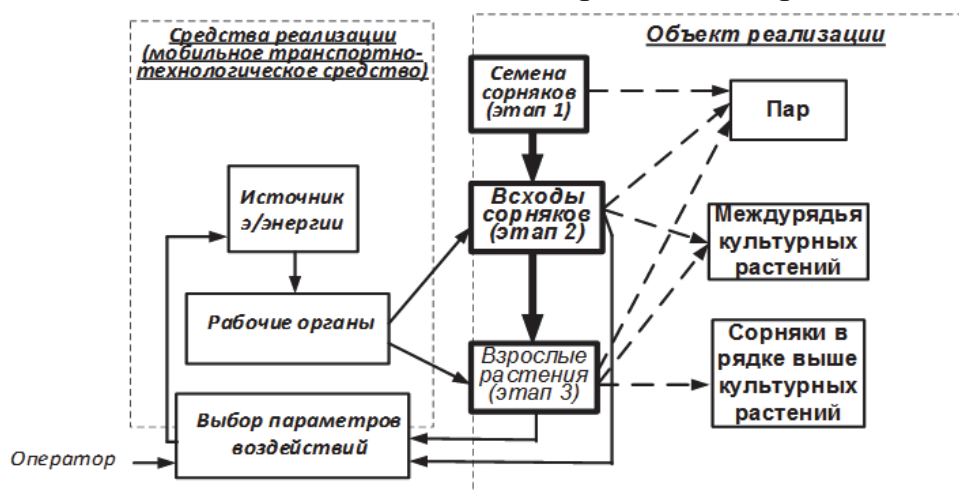 Средства реализации
(мобильное транспортно-
технологическое средство)
Объект реализации
Семена
сорняков
(этап 1)
Пар
Источник
э/энергии
Всходы
сорняков
(этап 2)
Междурядья
культурных
растений
Рабочие органы
Взрослые
растения
(этап 3)
Сорняки в
рядке выше
культурных
растений
Выбор параметров
воздействий
Оператор